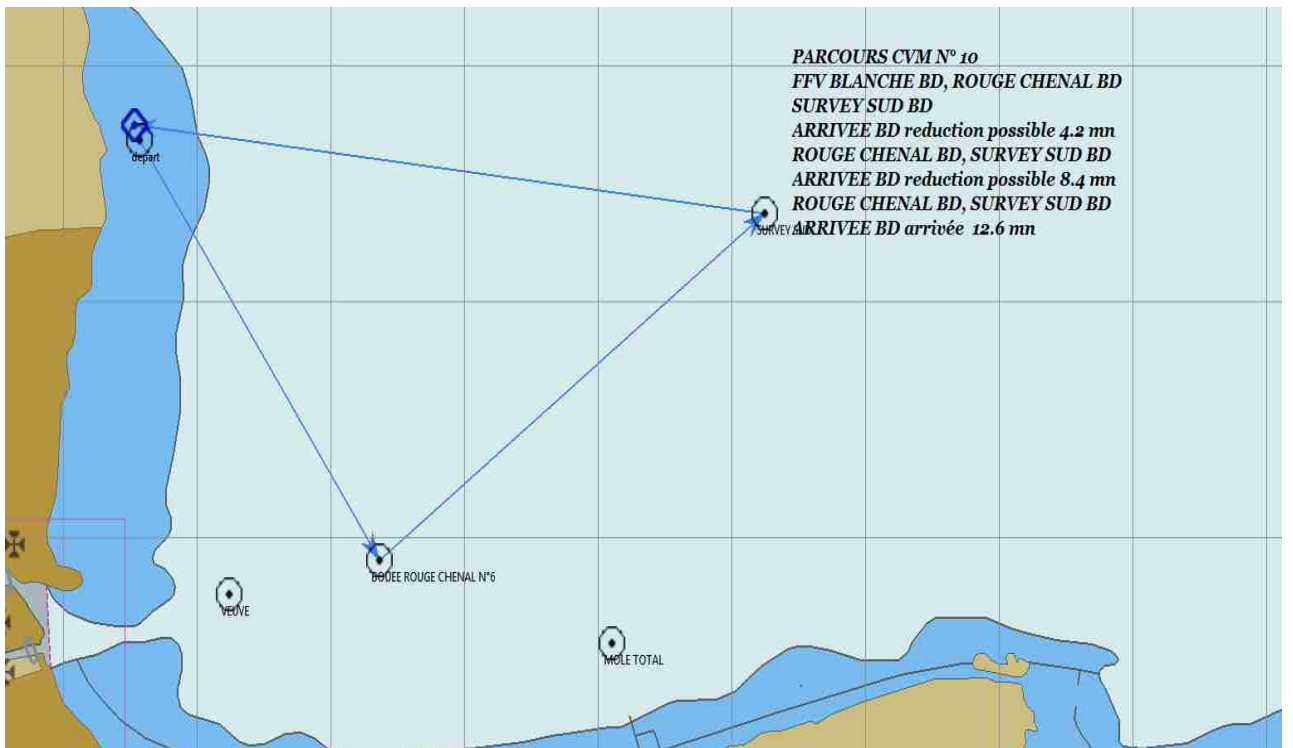 PARCOURS CVM N° 10
FFV BLANCHE BD, ROUGE CHENAL BD
SURVEY SUD BD
ARRIVEE BD reduction possible 4.2 mn
ROUGE CHENAL BD, SURVEY SUD BD
ARRIVEE BD reduction possible 8.4 mn
ROUGE CHENAL BD, SURVEY SUD BD
ARRIVEE BD arrivée 12.6 mn
depart
SURVEY
BOUEE ROUGE CHENAL N°6
VEUVE
MOLE TOTAL